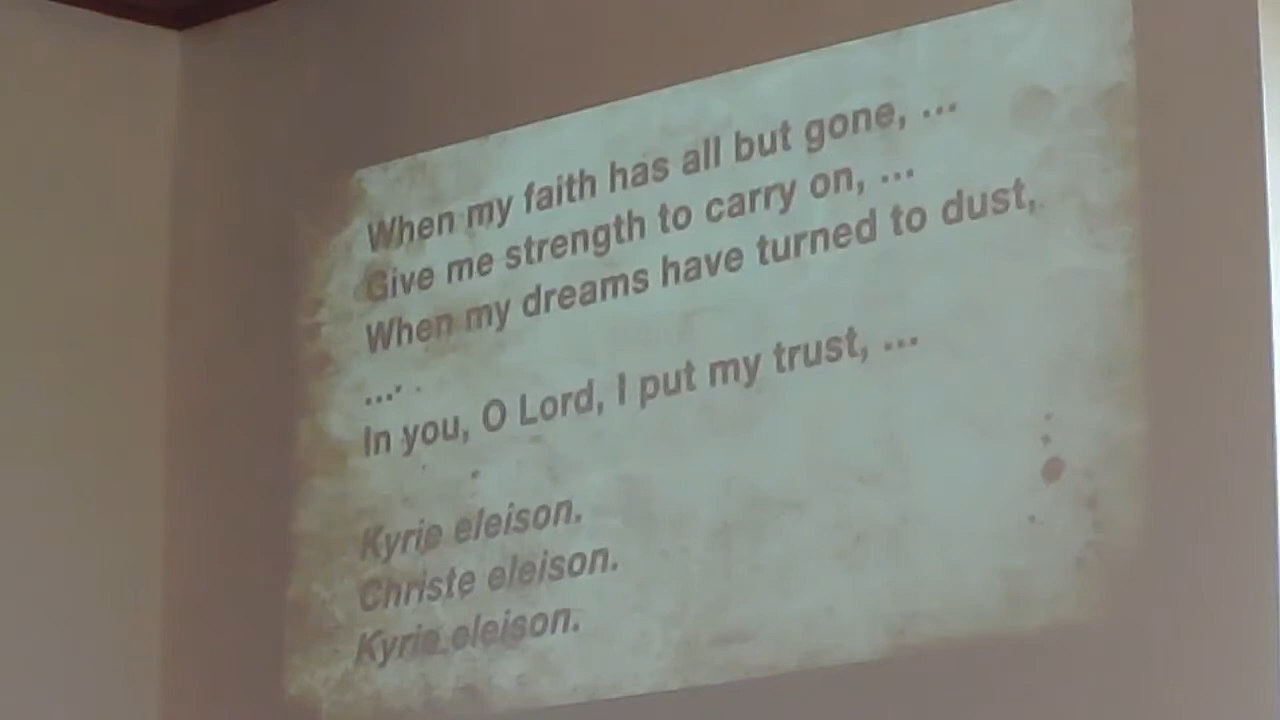 When my faith has all but gone, ...
Give me strength to carry on, ...
When my dreams have turned to dust,
...
In you, O Lord, I put my trust, ...
Kyrie eleison.
Christe eleison.
Kyrie eleison.